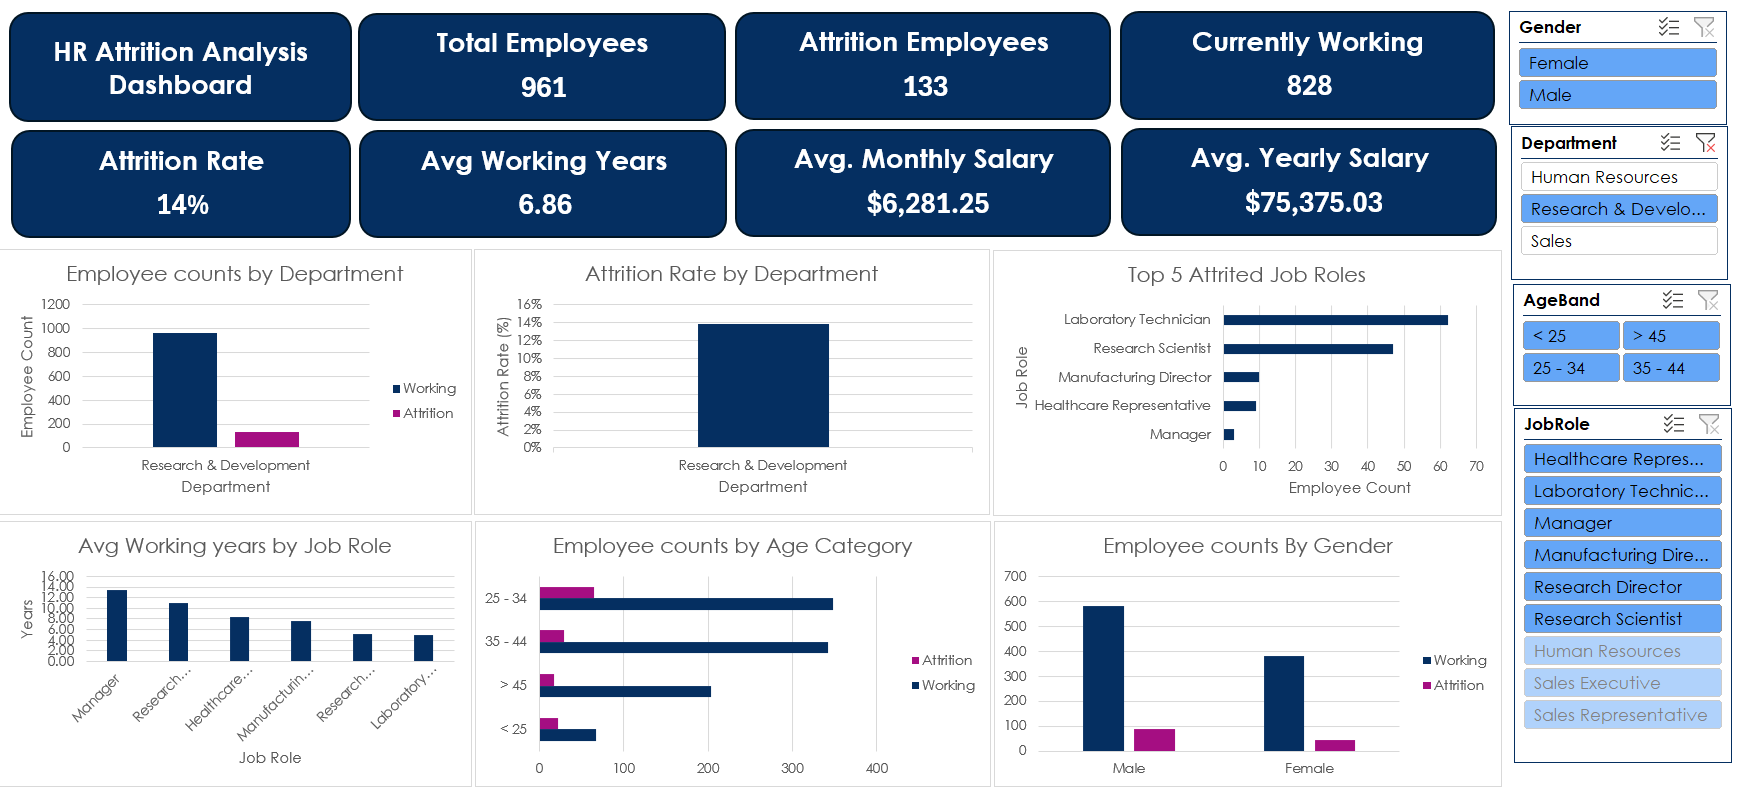 HR Attrition Analysis
Dashboard
Total Employees
961
Attrition Employees
133
Currently Working
828
Attrition Rate
14%
Avg Working Years
6.86
Avg. Monthly Salary
$6,281.25
Avg. Yearly Salary
$75,375.03
Gender
Female
Male
Department
Human Resources
Research & Develo...
Sales
AgeBand
< 25
> 45
25 - 34
35 - 44
JobRole
Healthcare Repres...
Laboratory Technic...
Manager
Manufacturing Dire...
Research Director
Research Scientist
Human Resources
Sales Executive
Sales Representative
Employee counts by Department
Employee Count
1200
1000
800
600
400
200
0
Research & Development
Department
Working
Attrition
Attrition Rate by Department
Attrition Rate (%)
16%
14%
12%
10%
8%
6%
4%
2%
0%
Research & Development
Department
Top 5 Attrited Job Roles
Job Role
Laboratory Technician
Research Scientist
Manufacturing Director
Healthcare Representative
Manager
0 10 20 30 40 50 60 70
Employee Count
Avg Working years by Job Role
Years
16.00
14.00
12.00
10.00
8.00
6.00
4.00
2.00
0.00
Manager
Research...
Healthcare...
Manufacturin...
Research...
Laboratory...
Job Role
Employee counts by Age Category
25 - 34
35 - 44
> 45
< 25
0 100 200 300 400
Attrition
Working
Employee counts By Gender
700
600
500
400
300
200
100
0
Male
Female
Working
Attrition